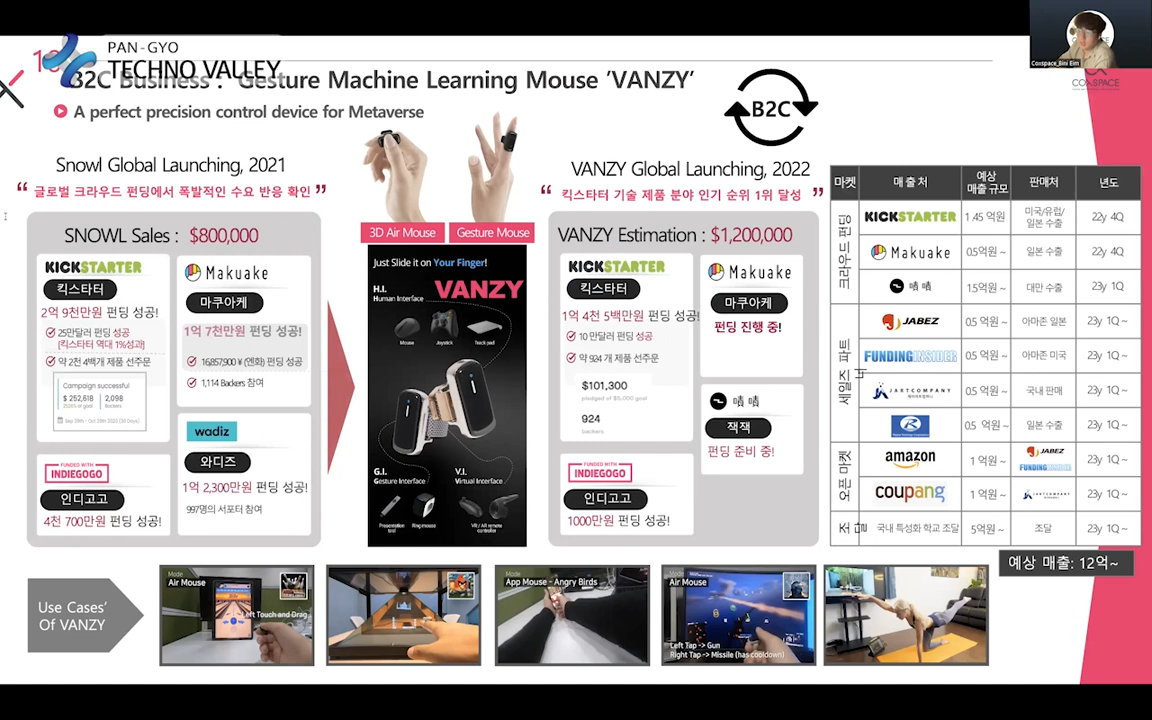 PAN-GYO
TECHNO VALLEY
B2C Business : Gesture Machine Learning Mouse 'VANZY'
A perfect precision control device for Metaverse
B2C
Coxspace_Bini Eim
COXSPACE
Snowl Global Launching, 2021
“ 글로벌 크라우드 펀딩에서 폭발적인 수요 반응 확인 ”
SNOWL Sales : $800,000
KICKSTARTER
킥스타터
2억 9천만원 펀딩 성공!
25만달러 펀딩 성공
[킥스타터 역대 1%성과]
약 2천 4백개 제품 선주문
Campaign successful
$ 252,618
2,098
Backers
Makuake
마쿠아케
1억 7천만원 펀딩 성공!
16,857,900 ¥ (엔화) 펀딩 성공
1,114 Backers 참여
FUNDED WITH
INDIEGOGO
인디고고
4천 700만원 펀딩 성공!
wadiz
와디즈
1억 2,300만원 펀딩 성공!
997명의 서포터 참여
3D Air Mouse
Gesture Mouse
Just Slide it on Your Finger!
VANZY
H.I.
Human Interface
Mouse
Joystick
Track pad
G.I.
Gesture Interface
V.I.
Virtual Interface
Presentation tool
Ring mouse
VR / AR remote controller
VANZY Global Launching, 2022
“ 킥스타터 기술 제품 분야 인기 순위 1위 달성 ”
VANZY Estimation : $1,200,000
KICKSTARTER
킥스타터
1억 4천 5백만원 펀딩 성공!
10만달러 펀딩 성공
약 924 개 제품 선주문
$101,300
pledged of $5,000 goal
924
backers
Makuake
마쿠아케
펀딩 진행 중!
嘖 嘖
잭잭
펀딩 준비 중!
FUNDED WITH
INDIEGOGO
인디고고
1000만원 펀딩 성공!
마켓 매 출 처 예상 매출 규모 판매처 년도
크라우드 펀딩
KICKSTARTER 1.45 억원 미국/유럽/일본 수출 22y 4Q
Makuake 0.5억원 ~ 일본 수출 22y 4Q
嘖 嘖 1.5억원 ~ 대만 수출 23y 1Q
세일즈 파트너
JABEZ 0.5 억원 ~ 아마존 일본 23y 1Q ~
FUNDINGINSIDER 0.5 억원 ~ 아마존 미국 23y 1Q ~
JARTCOMPANY 0.5 억원 ~ 국내 판매 23y 1Q ~
0.5 억원 ~ 일본 수출 23y 1Q ~
오픈 마켓
amazon 1 억원 ~ JABEZ FUNDINGINSIDER 23y 1Q ~
coupang 1 억원 ~ JARTCOMPANY 23y 1Q ~
조달
국내 특성화 학교 조달 5억원 ~ 조달 23y 1Q ~
예상 매출: 12억~
Use Cases'
Of VANZY
Mode
Air Mouse
Left Touch and Drag
Mode
App Mouse - Angry Birds
Mode
Air Mouse
Left Tap -> Gun
Right Tap -> Missile (has cooldown)